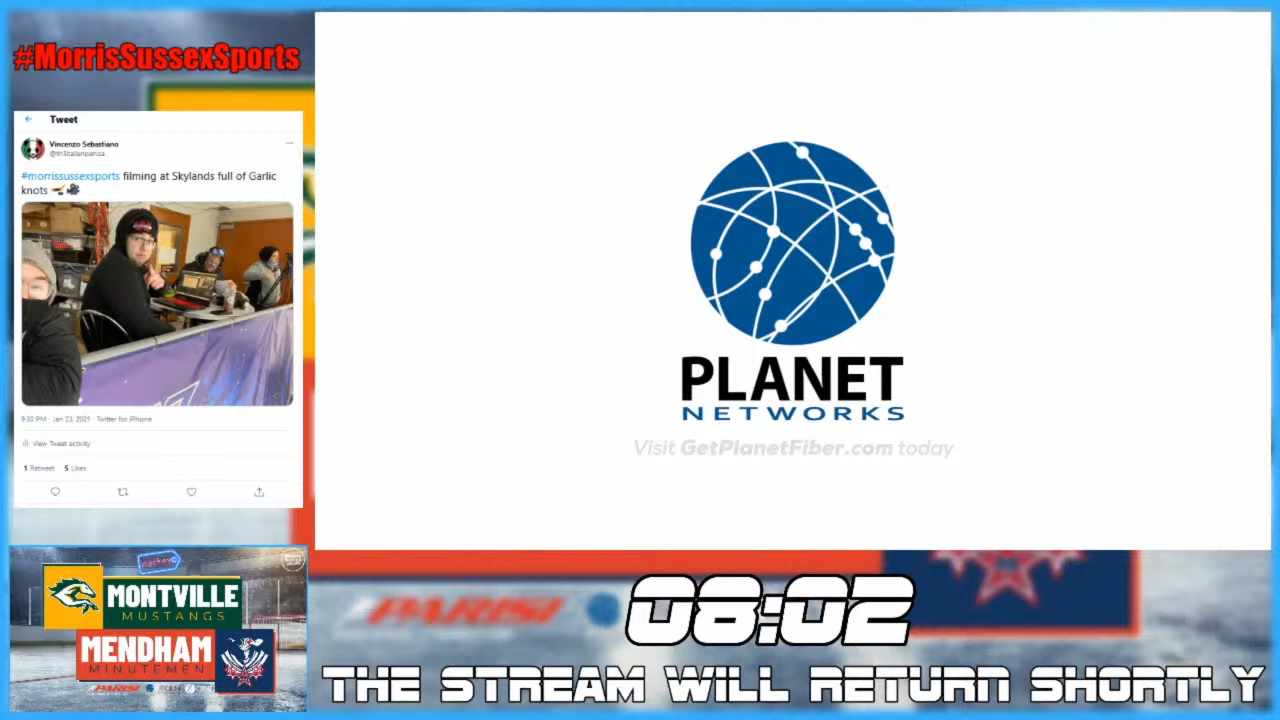 #MorrisSussexSports
Tweet
Vincenzo Sebastiano
#morrissussexsports filming at Skylands full of Garlic
knots
9:30 PM · Jan 23, 2021 · Twitter for iPhone
View Tweet activity
1 Retweet 5 Likes
PLANET
NETWORKS
Visit GetPlanetFiber.com today
MONTVILLE
MUSTANGS
MENDHAM
MINUTEMEN
PARISI
PARISI
08:02
THE STREAM WILL RETURN SHORTLY